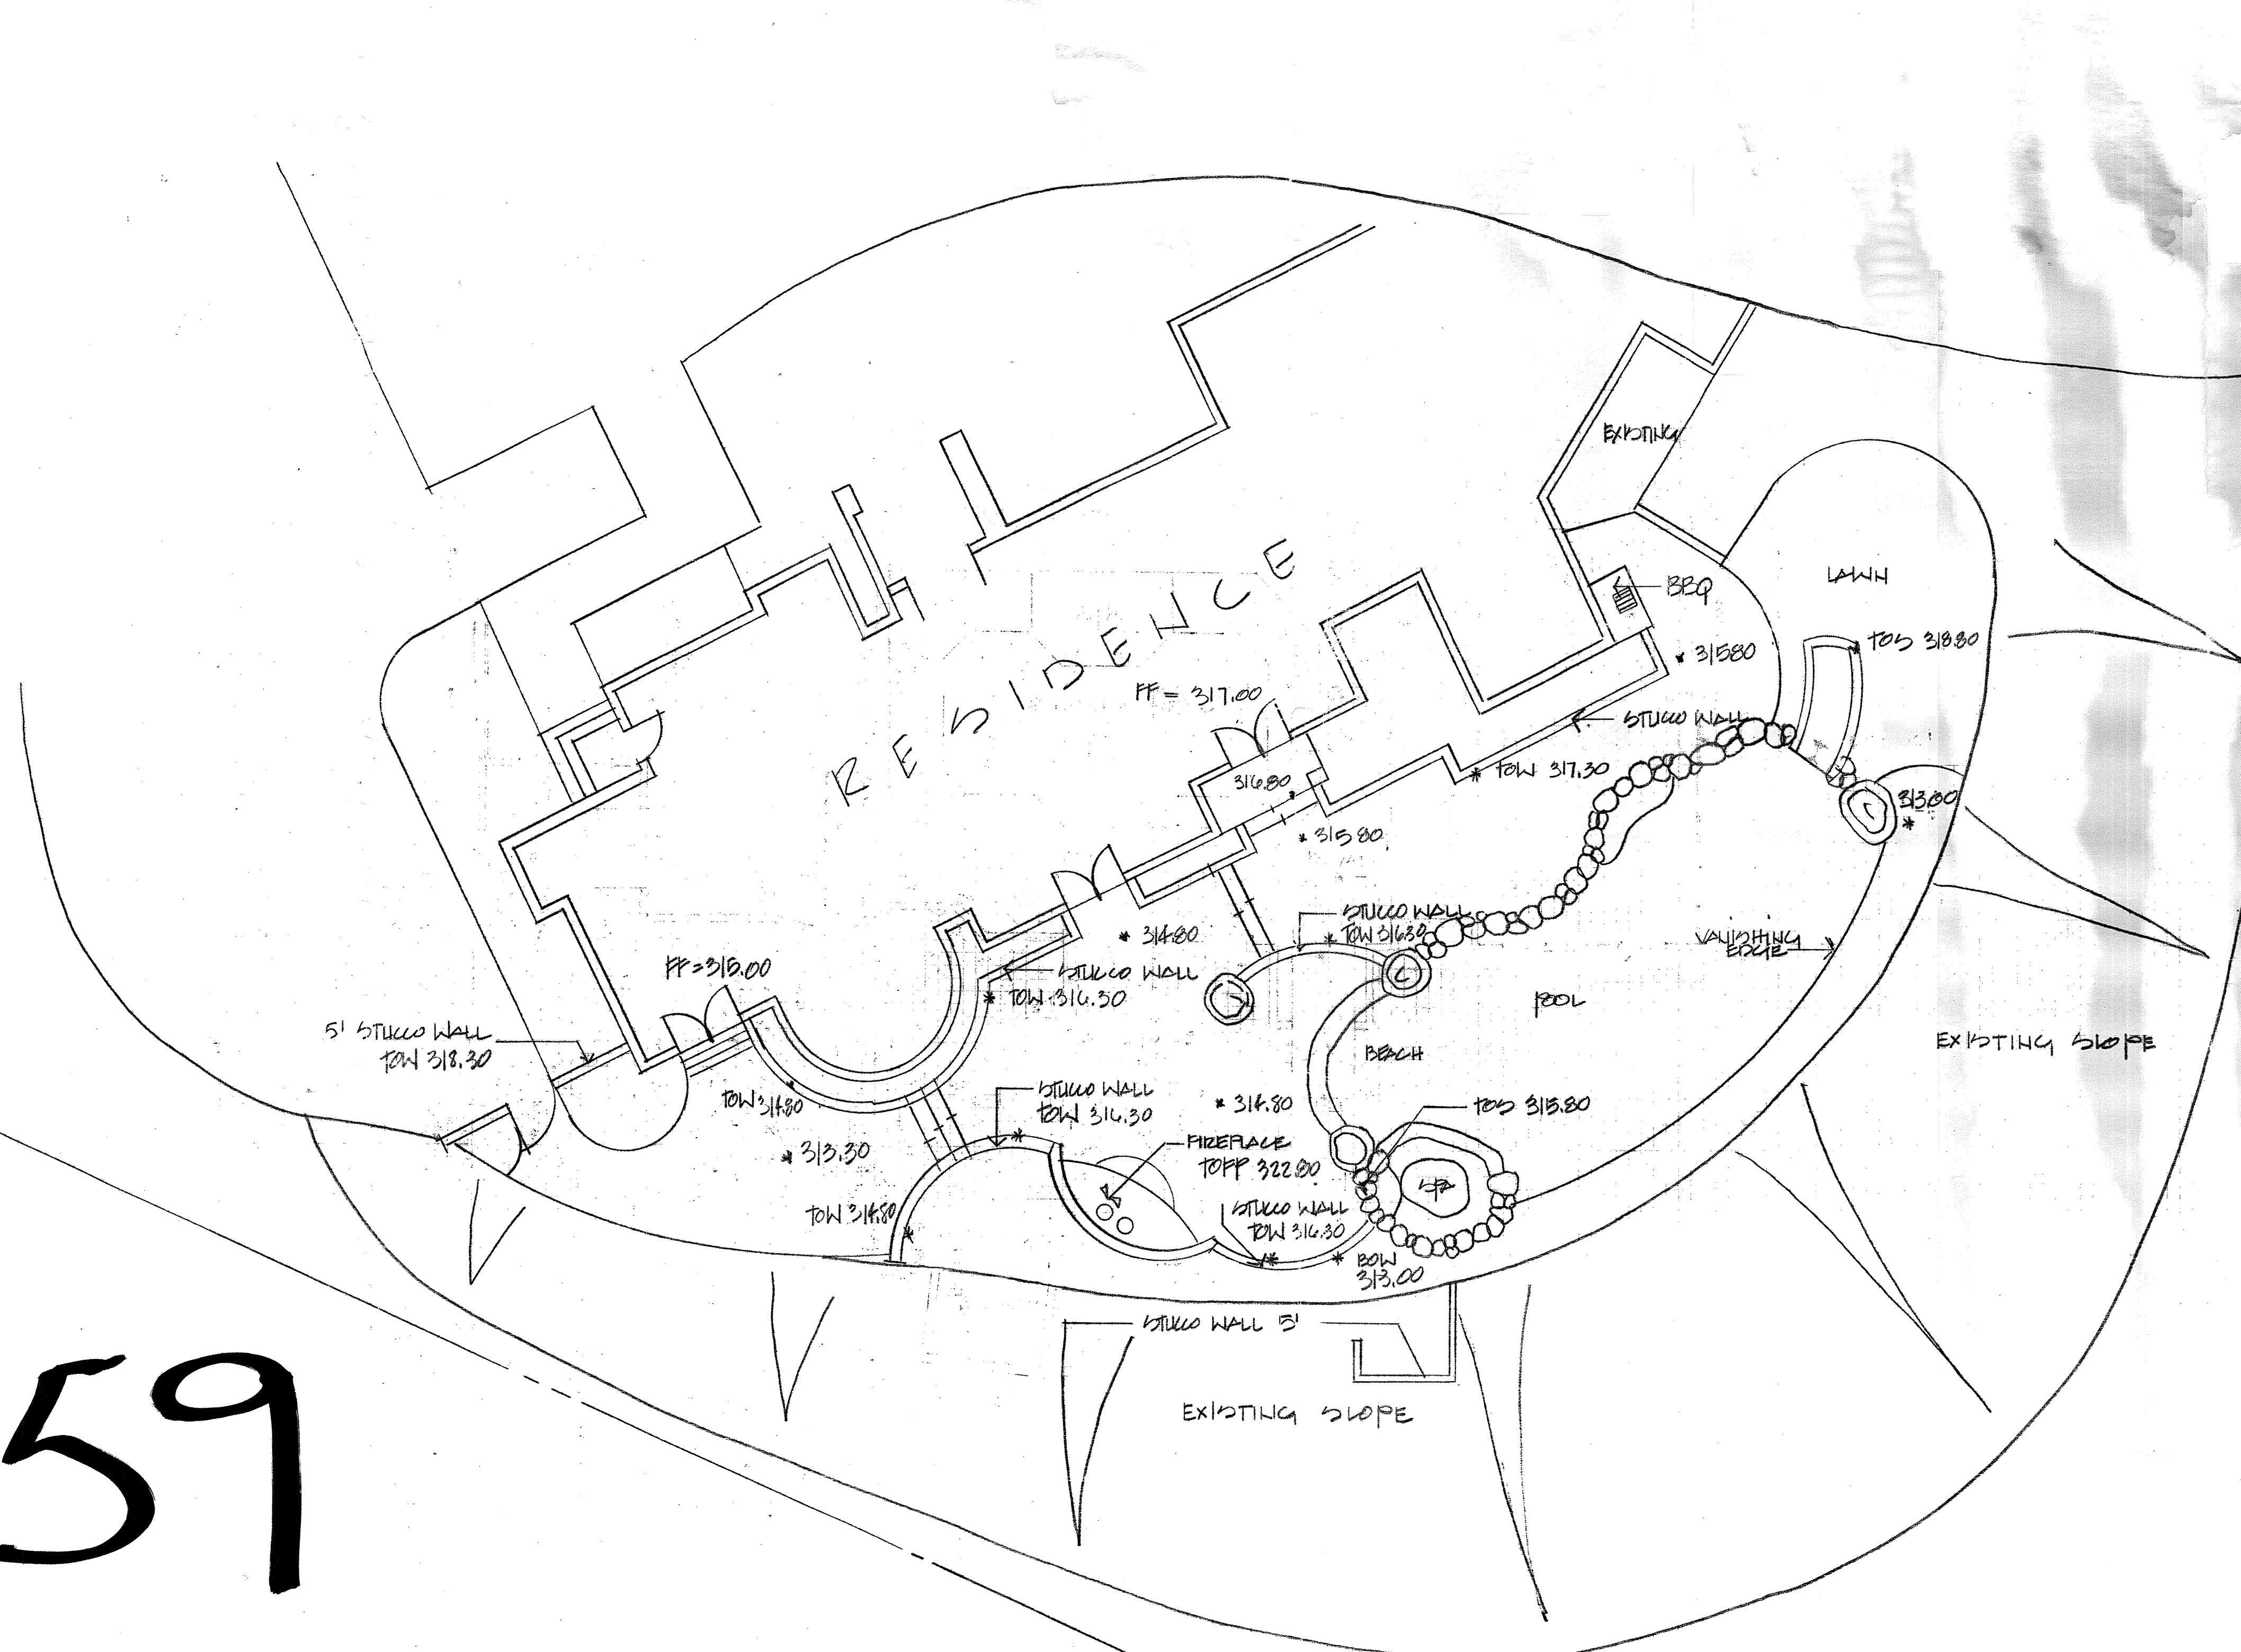 EXISTING
LAWN
BBQ
TOS 318.80
315.80
RESIDENCE
FF = 317.00
STUCCO WALL
TOW 317.30
316.80
313.00
315.80
STUCCO WALL
TOW 316.30
314.80
VANISHING
EDGE
FF=315.00
STUCCO WALL
TOW 316.30
POOL
5' STUCCO WALL
TOW 318.30
BEACH
EXISTING SLOPE
TOW 314.80
STUCCO WALL
TOW 316.30
314.80
TOS 315.80
313.30
FIREPLACE
TOFP 322.80
SPA
TOW 314.80
STUCCO WALL
TOW 316.30
BOW
313.00
STUCCO WALL 5'
EXISTING SLOPE
59